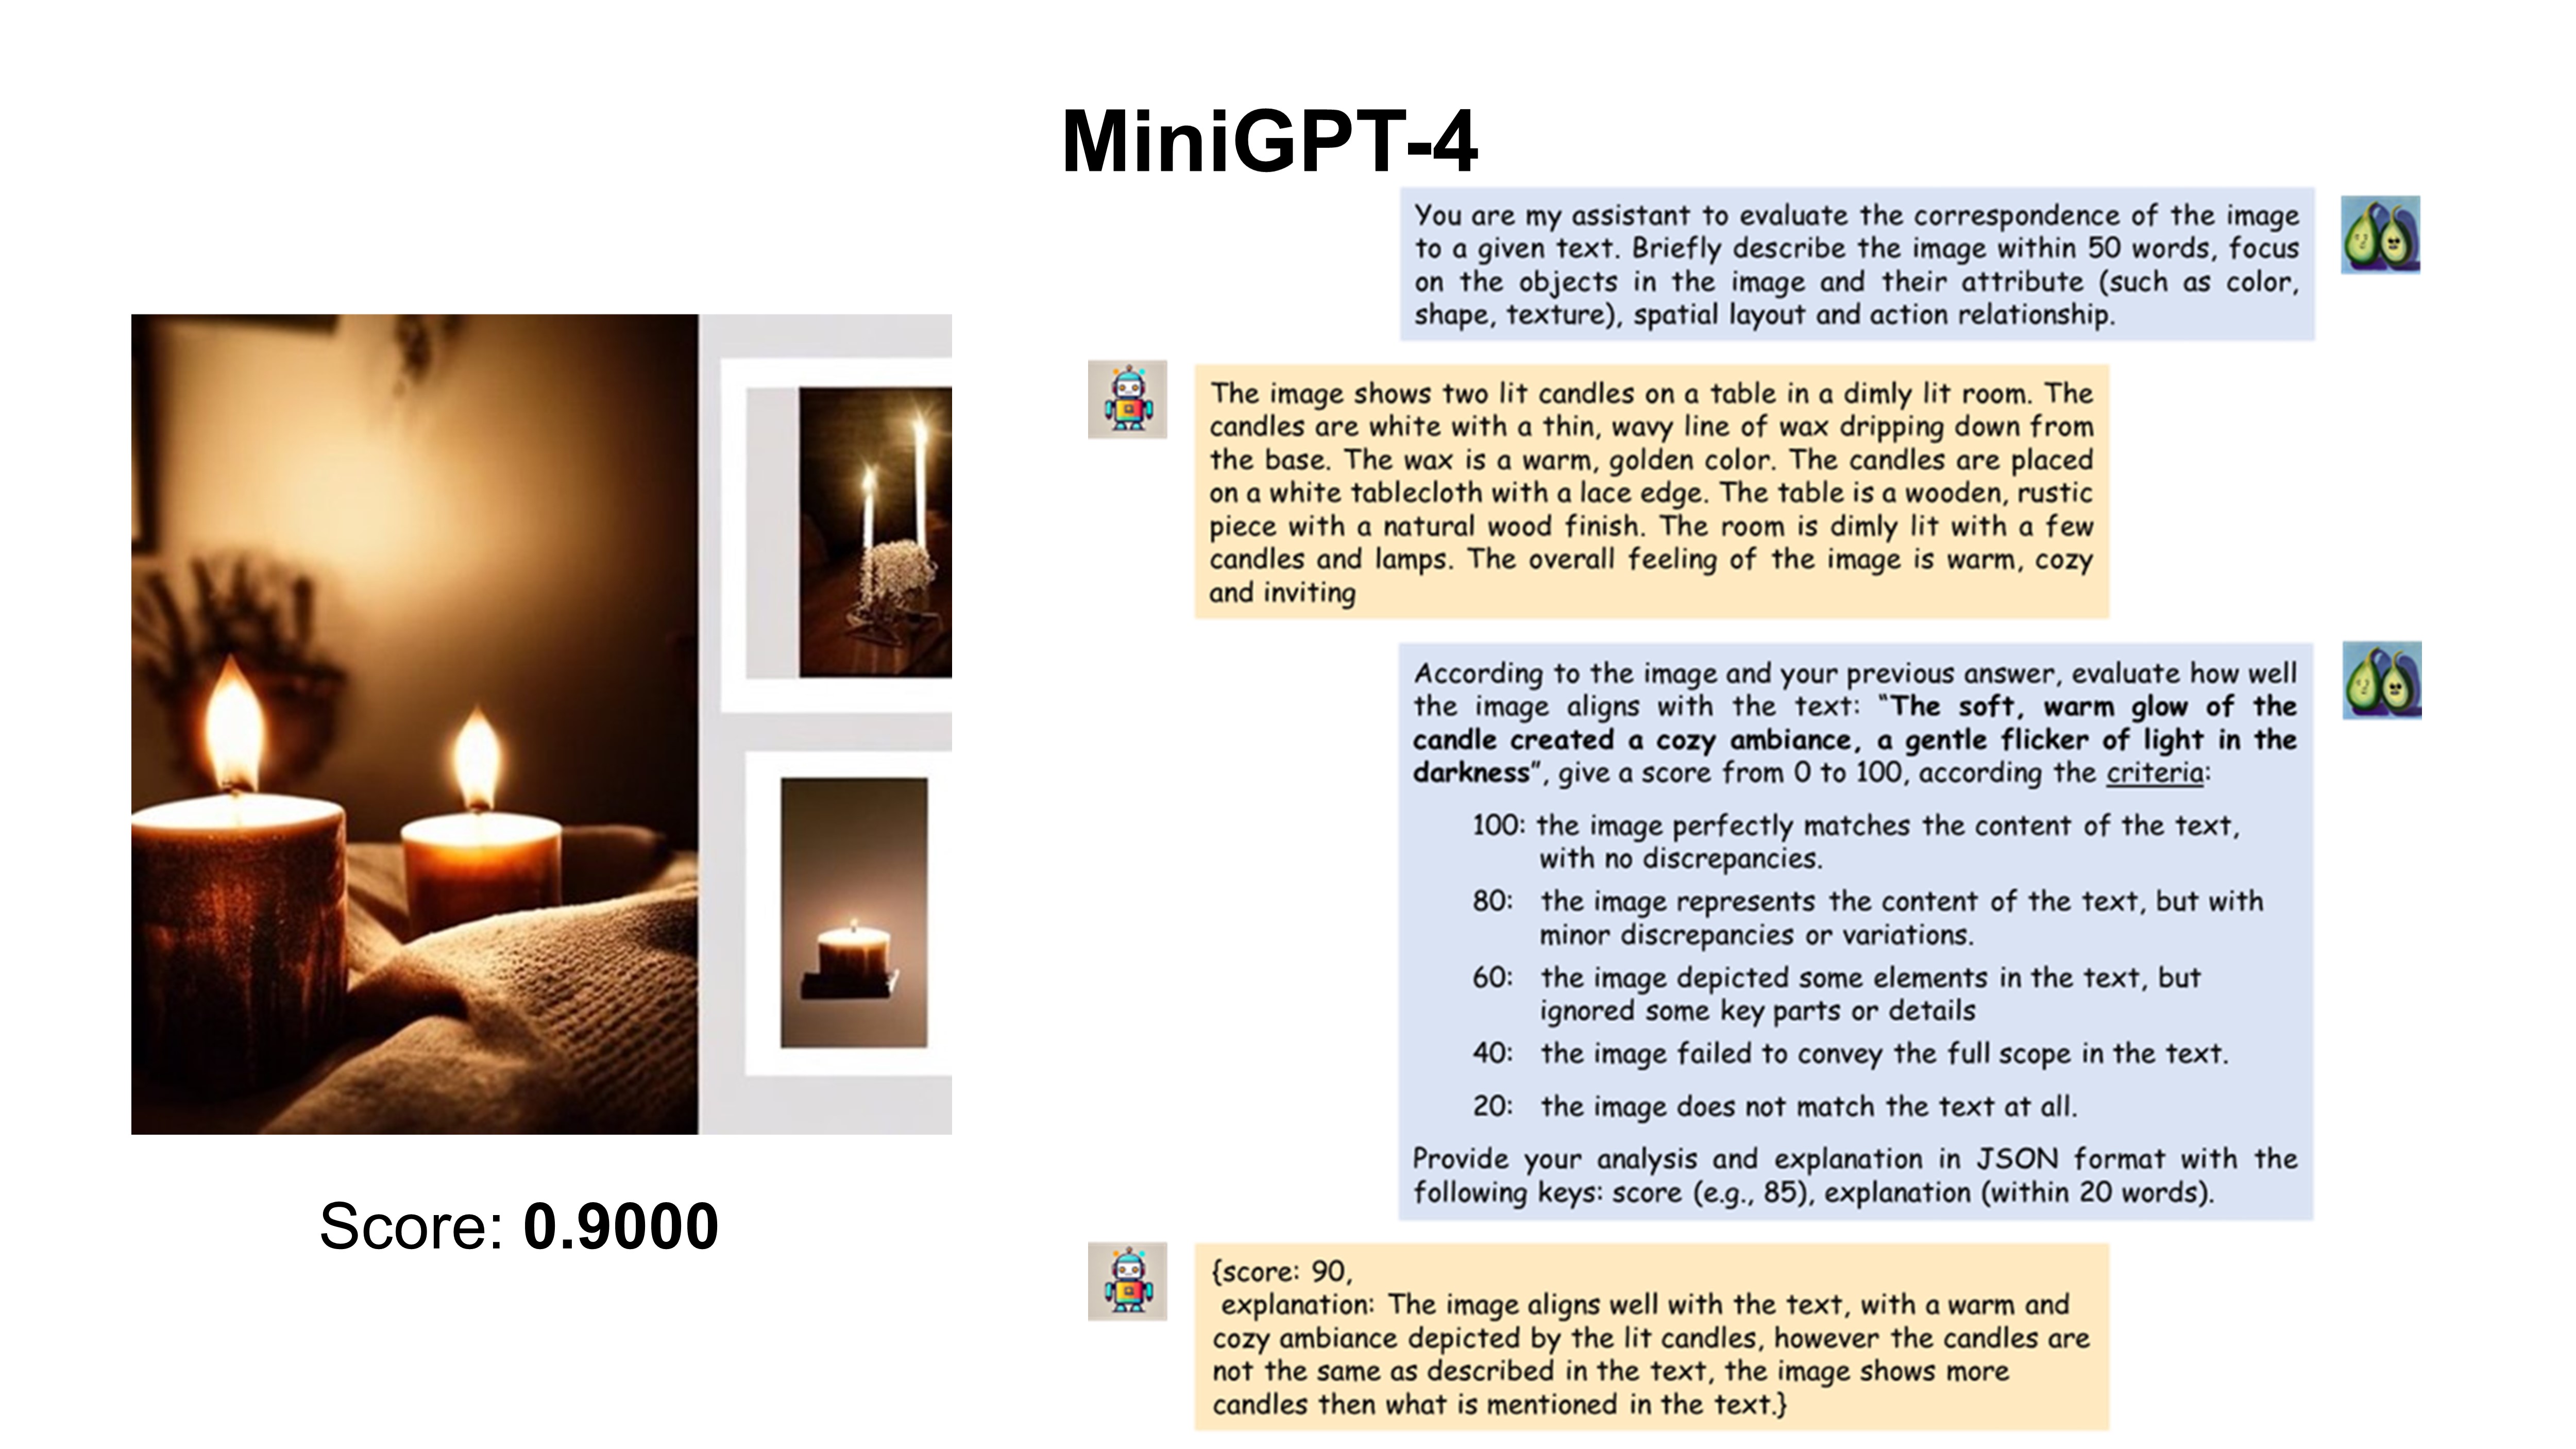 MiniGPT-4
You are my assistant to evaluate the correspondence of the image
to a given text. Briefly describe the image within 50 words, focus
on the objects in the image and their attribute (such as color,
shape, texture), spatial layout and action relationship.
The image shows two lit candles on a table in a dimly lit room. The
candles are white with a thin, wavy line of wax dripping down from
the base. The wax is a warm, golden color. The candles are placed
on a white tablecloth with a lace edge. The table is a wooden, rustic
piece with a natural wood finish. The room is dimly lit with a few
candles and lamps. The overall feeling of the image is warm, cozy
and inviting
According to the image and your previous answer, evaluate how well
the image aligns with the text: “The soft, warm glow of the
candle created a cozy ambiance, a gentle flicker of light in the
darkness”, give a score from 0 to 100, according the criteria:
100: the image perfectly matches the content of the text,
with no discrepancies.
80: the image represents the content of the text, but with
minor discrepancies or variations.
60: the image depicted some elements in the text, but
ignored some key parts or details
40: the image failed to convey the full scope in the text.
20: the image does not match the text at all.
Provide your analysis and explanation in JSON format with the
following keys: score (e.g., 85), explanation (within 20 words).
{score: 90,
explanation: The image aligns well with the text, with a warm and
cozy ambiance depicted by the lit candles, however the candles are
not the same as described in the text, the image shows more
candles then what is mentioned in the text.}
Score: 0.9000